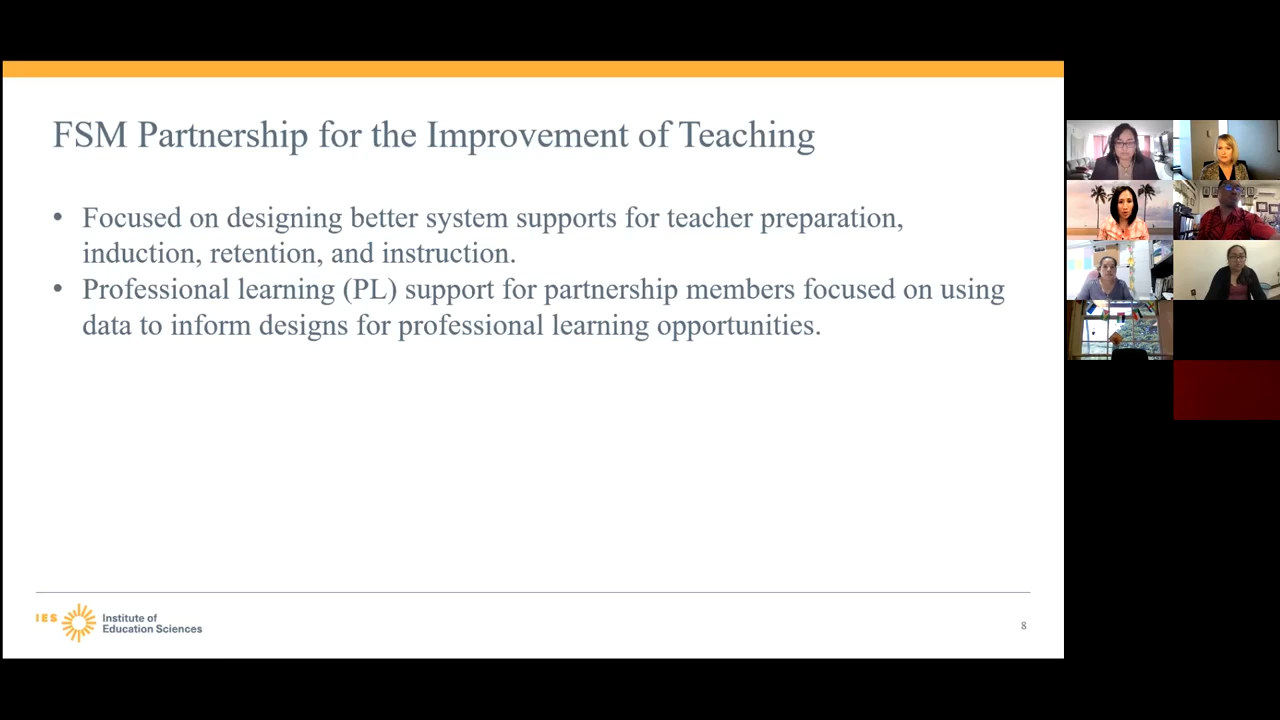 FSM Partnership for the Improvement of Teaching
• Focused on designing better system supports for teacher preparation,
induction, retention, and instruction.
• Professional learning (PL) support for partnership members focused on using
data to inform designs for professional learning opportunities.
IES
Institute of
Education Sciences
8